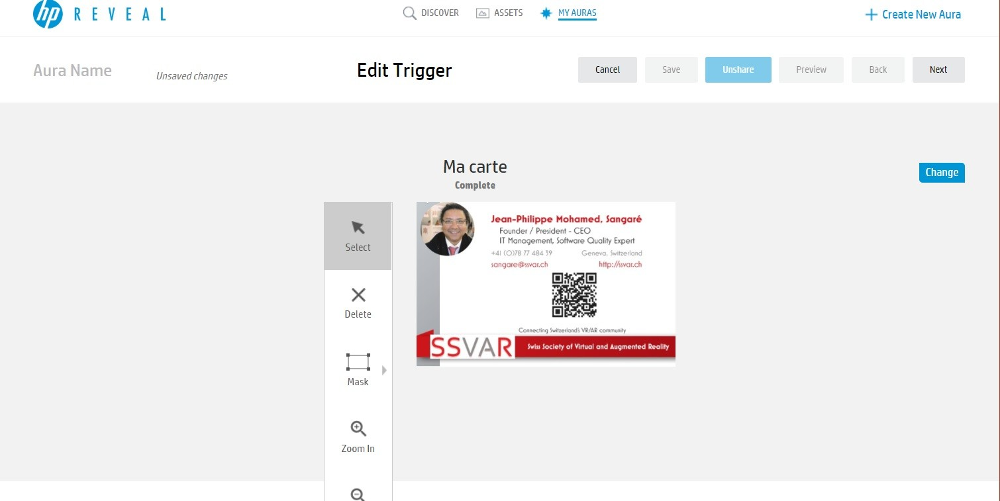 hp REVEAL
DISCOVER
ASSETS
MY AURAS
Create New Aura
Aura Name
Unsaved changes
Edit Trigger
Cancel
Save
Unshare
Preview
Back
Next
Ma carte
Complete
Change
Select
Delete
Mask
Zoom In
Jean-Philippe Mohamed, Sangaré
Founder / President - CEO
IT Management, Software Quality Expert
+41 (0)78 77 484 39 Geneva, Switzerland
sangare@ssvar.ch http://ssvar.ch
Connecting Switzerland's VR/AR community
SSVAR Swiss Society of Virtual and Augmented Reality